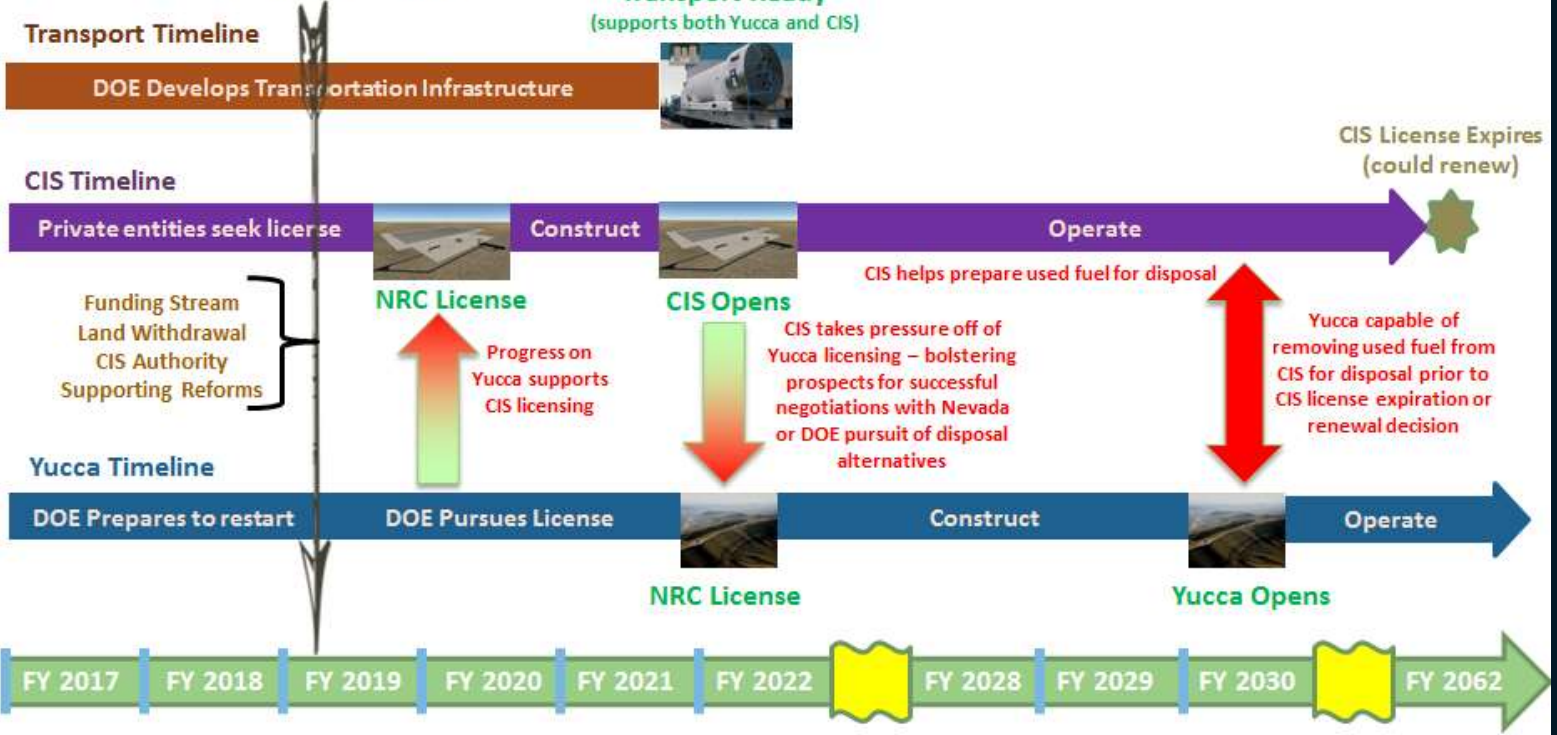 Transport Ready
(supports both Yucca and CIS)
Transport Timeline
DOE Develops Transportation Infrastructure
CIS License Expires
(could renew)
CIS Timeline
Private entities seek license
Construct
Operate
NRC License
CIS Opens
CIS helps prepare used fuel for disposal
Funding Stream
Land Withdrawal
CIS Authority
Supporting Reforms
Progress on
Yucca supports
CIS licensing
CIS takes pressure off of
Yucca licensing – bolstering
prospects for successful
negotiations with Nevada
or DOE pursuit of disposal
alternatives
Yucca capable of
removing used fuel from
CIS for disposal prior to
CIS license expiration or
renewal decision
Yucca Timeline
DOE Prepares to restart
DOE Pursues License
Construct
Operate
NRC License
Yucca Opens
FY 2017
FY 2018
FY 2019
FY 2020
FY 2021
FY 2022
FY 2028
FY 2029
FY 2030
FY 2062